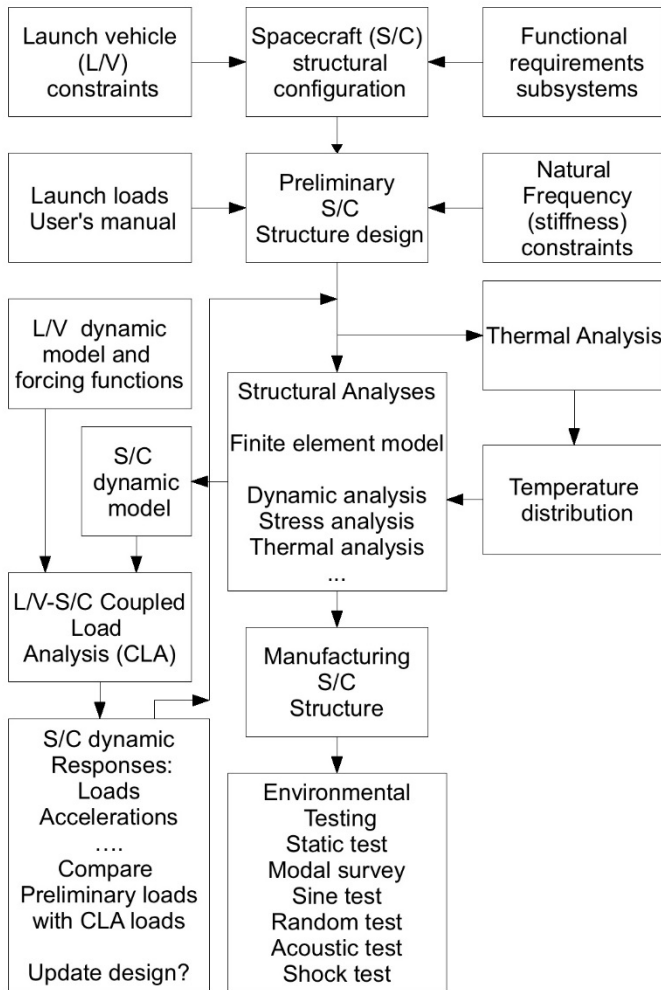 Launch vehicle
(L/V)
constraints
Spacecraft (S/C)
structural
configuration
Functional
requirements
subsystems
Launch loads
User's manual
Preliminary
S/C
Structure design
Natural
Frequency
(stiffness)
constraints
L/V dynamic
model and
forcing functions
Structural Analyses
Finite element model
Dynamic analysis
Stress analysis
Thermal analysis
...
Thermal Analysis
S/C
dynamic
model
Temperature
distribution
L/V-S/C Coupled
Load
Analysis (CLA)
Manufacturing
S/C
Structure
S/C dynamic
Responses:
Loads
Accelerations
....
Compare
Preliminary loads
with CLA loads
Update design?
Environmental
Testing
Static test
Modal survey
Sine test
Random test
Acoustic test
Shock test